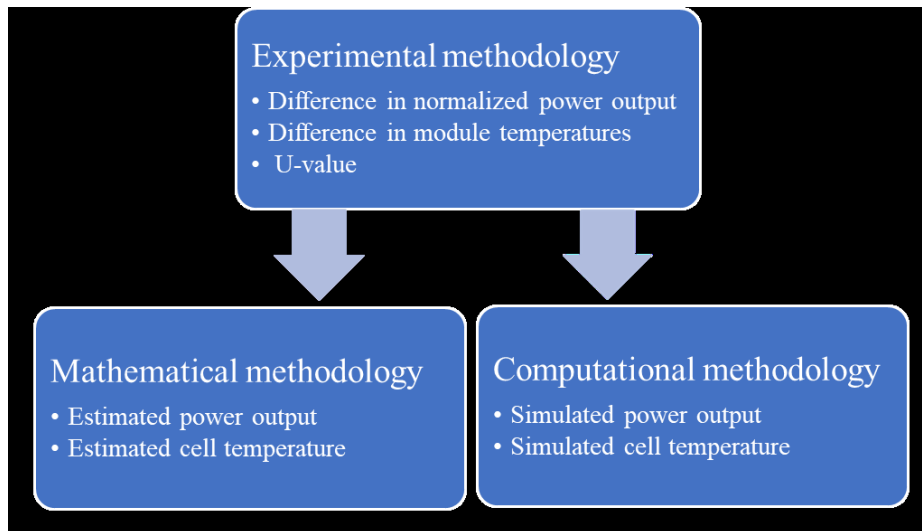 Experimental methodology
• Difference in normalized power output
• Difference in module temperatures
• U-value
Mathematical methodology
• Estimated power output
• Estimated cell temperature
Computational methodology
• Simulated power output
• Simulated cell temperature